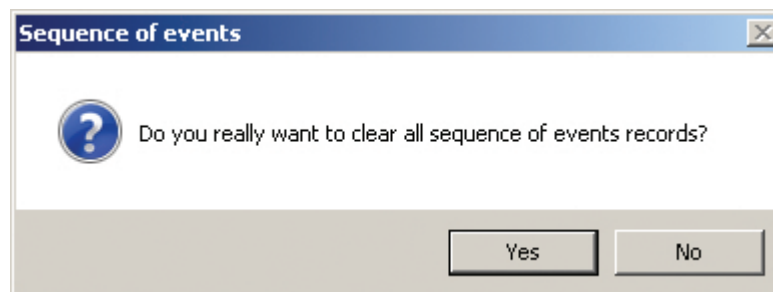 Sequence of events
Do you really want to clear all sequence of events records?
Yes
No